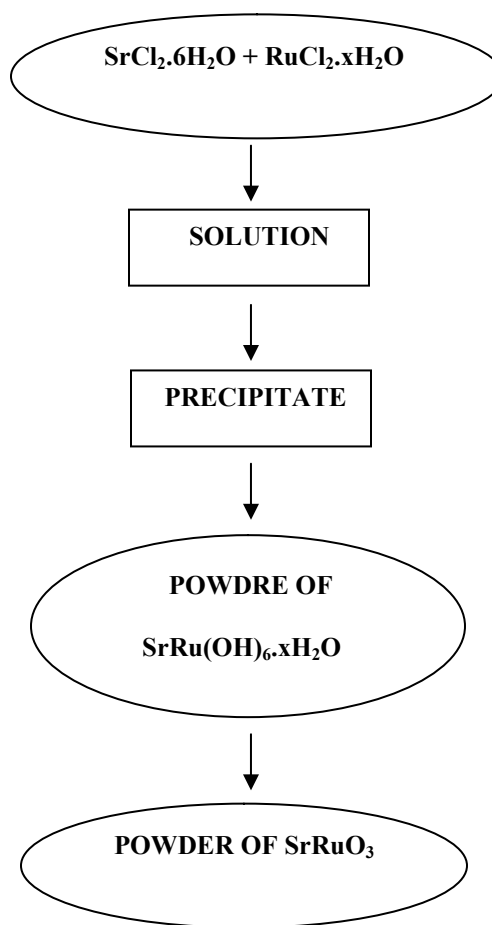 SrCl₂.6H₂O + RuCl₂.xH₂O
SOLUTION
PRECIPITATE
POWDRE OF
SrRu(OH)₆.xH₂O
POWDER OF SrRuO₃